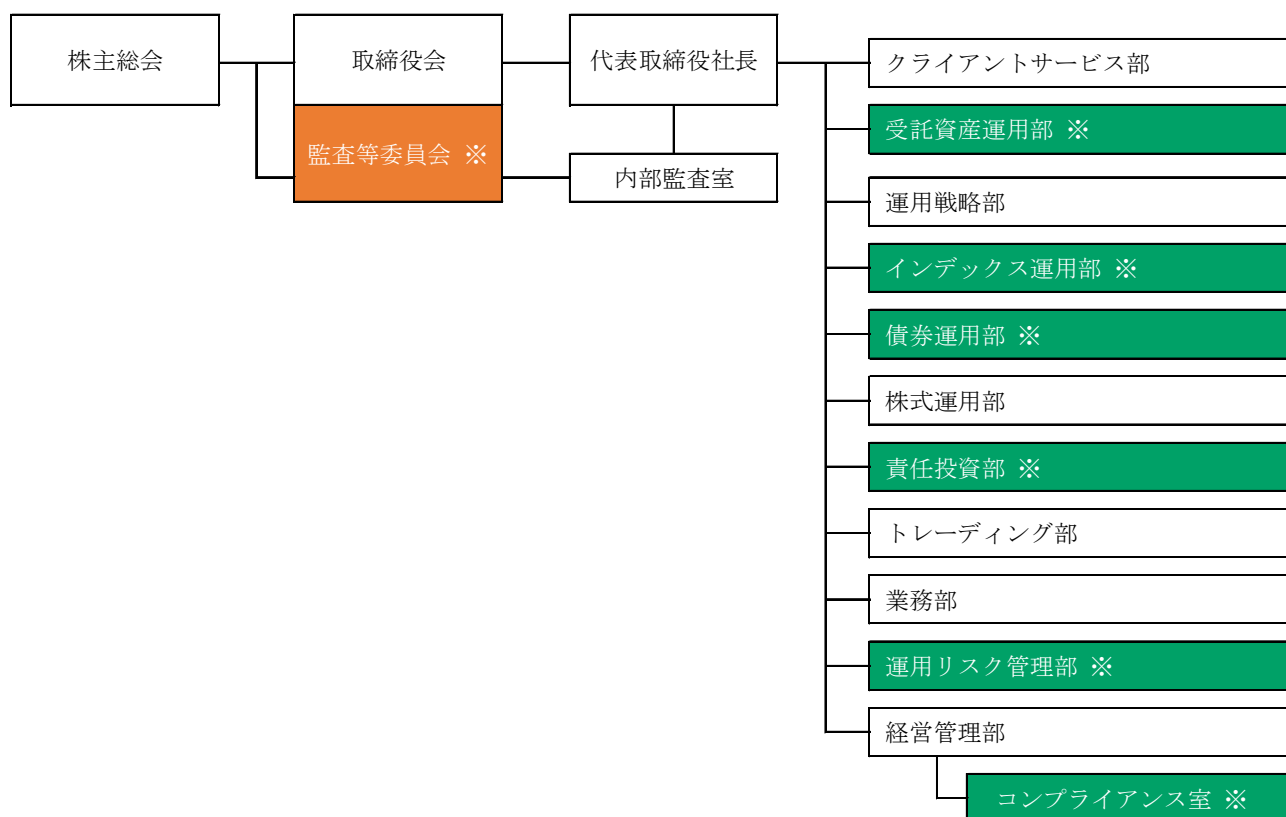 株主総会
取締役会
監査等委員会 ※
代表取締役社長
内部監査室
クライアントサービス部
受託資産運用部 ※
運用戦略部
インデックス運用部 ※
債券運用部 ※
株式運用部
責任投資部 ※
トレーディング部
業務部
運用リスク管理部 ※
経営管理部
コンプライアンス室 ※